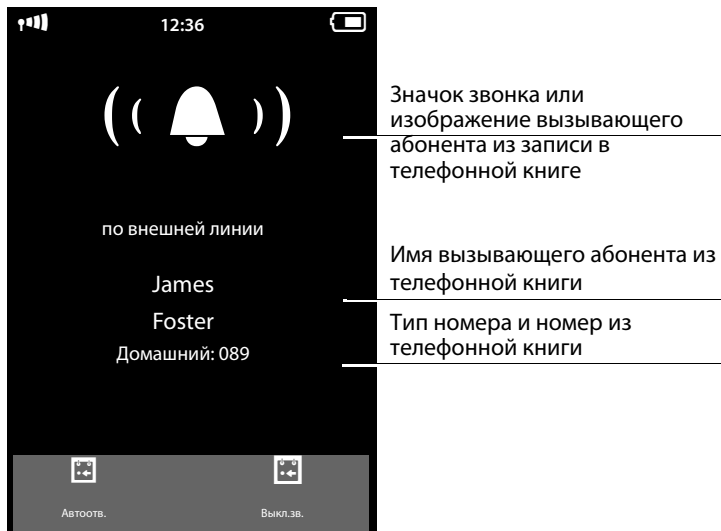 12:36
Значок звонка или
изображение вызывающего
абонента из записи в
телефонной книге
по внешней линии
Имя вызывающего абонента из
телефонной книги
James
Foster
Тип номера и номер из
телефонной книги
Домашний: 089
Автоотв.
Выкл.зв.